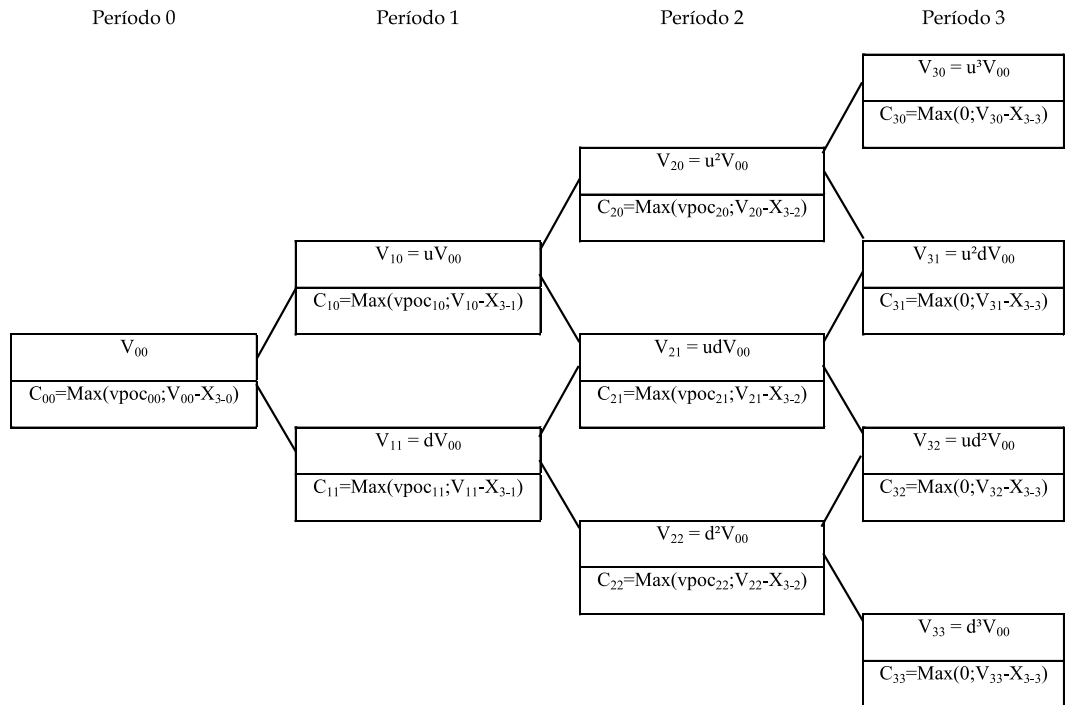 Período 0
Período 1
Período 2
Período 3
V₀₀
C₀₀=Max(vpoc₀₀;V₀₀-X₃₋₀)
V₁₀ = uV₀₀
C₁₀=Max(vpoc₁₀;V₁₀-X₃₋₁)
V₁₁ = dV₀₀
C₁₁=Max(vpoc₁₁;V₁₁-X₃₋₁)
V₂₀ = u²V₀₀
C₂₀=Max(vpoc₂₀;V₂₀-X₃₋₂)
V₂₁ = udV₀₀
C₂₁=Max(vpoc₂₁;V₂₁-X₃₋₂)
V₂₂ = d²V₀₀
C₂₂=Max(vpoc₂₂;V₂₂-X₃₋₂)
V₃₀ = u³V₀₀
C₃₀=Max(0;V₃₀-X₃₋₃)
V₃₁ = u²dV₀₀
C₃₁=Max(0;V₃₁-X₃₋₃)
V₃₂ = ud²V₀₀
C₃₂=Max(0;V₃₂-X₃₋₃)
V₃₃ = d³V₀₀
C₃₃=Max(0;V₃₃-X₃₋₃)